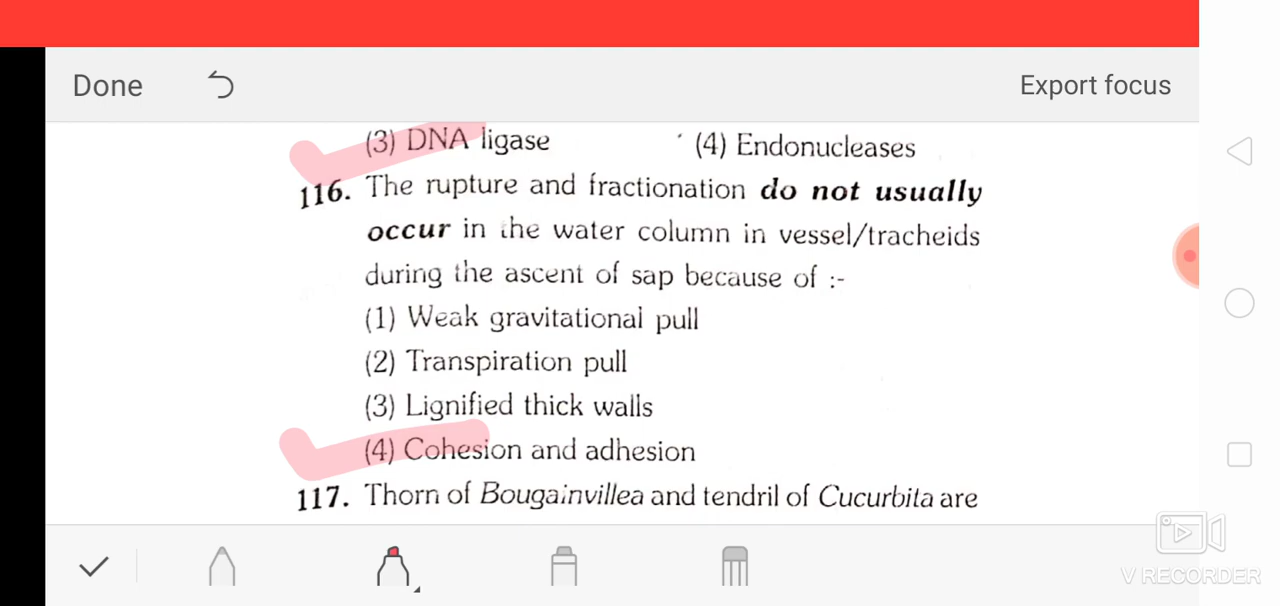 Done
Export focus
(3) DNA ligase (4) Endonucleases
116. The rupture and fractionation do not usually
occur in the water column in vessel/tracheids
during the ascent of sap because of :-
(1) Weak gravitational pull
(2) Transpiration pull
(3) Lignified thick walls
(4) Cohesion and adhesion
117. Thorn of Bougainvillea and tendril of Cucurbita are
V RECORDER